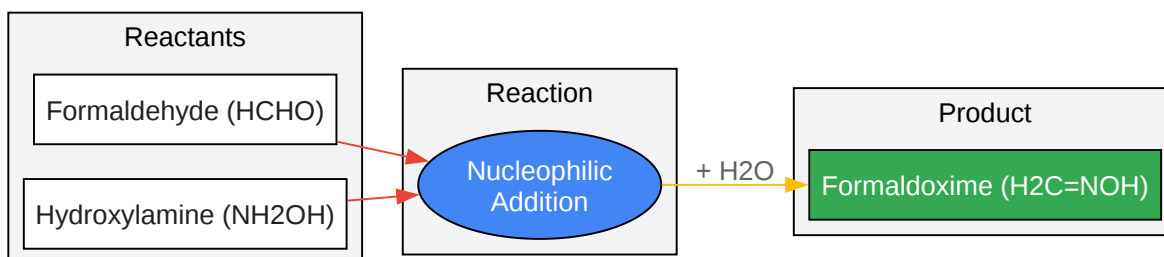 Reactants
Formaldehyde (HCHO)
Hydroxylamine (NH2OH)
Reaction
Nucleophilic
Addition
+ H2O
Product
Formaldoxime (H2C=NOH)